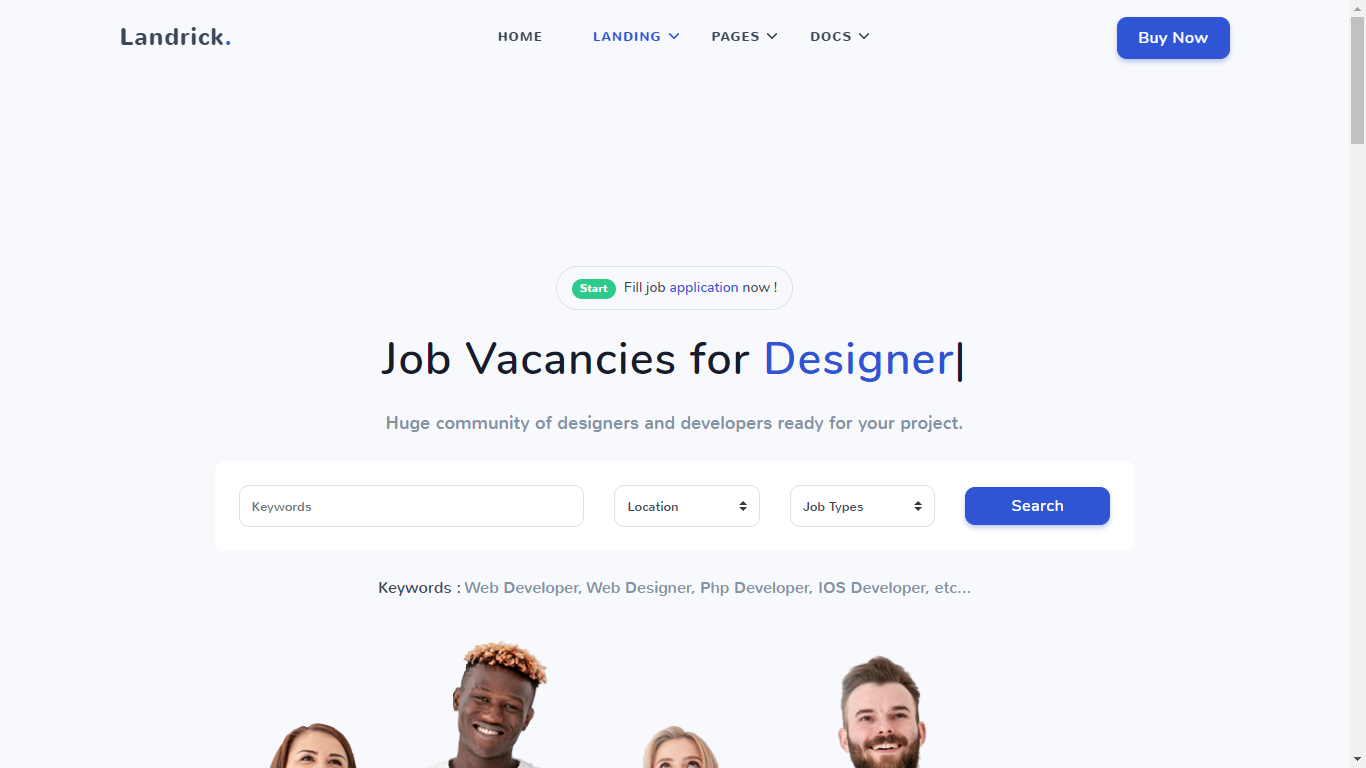 Landrick.
HOME
LANDING
PAGES
DOCS
Buy Now
Start Fill job application now !
Job Vacancies for Designer|
Huge community of designers and developers ready for your project.
Keywords
Location
Job Types
Search
Keywords : Web Developer, Web Designer, Php Developer, IOS Developer, etc...